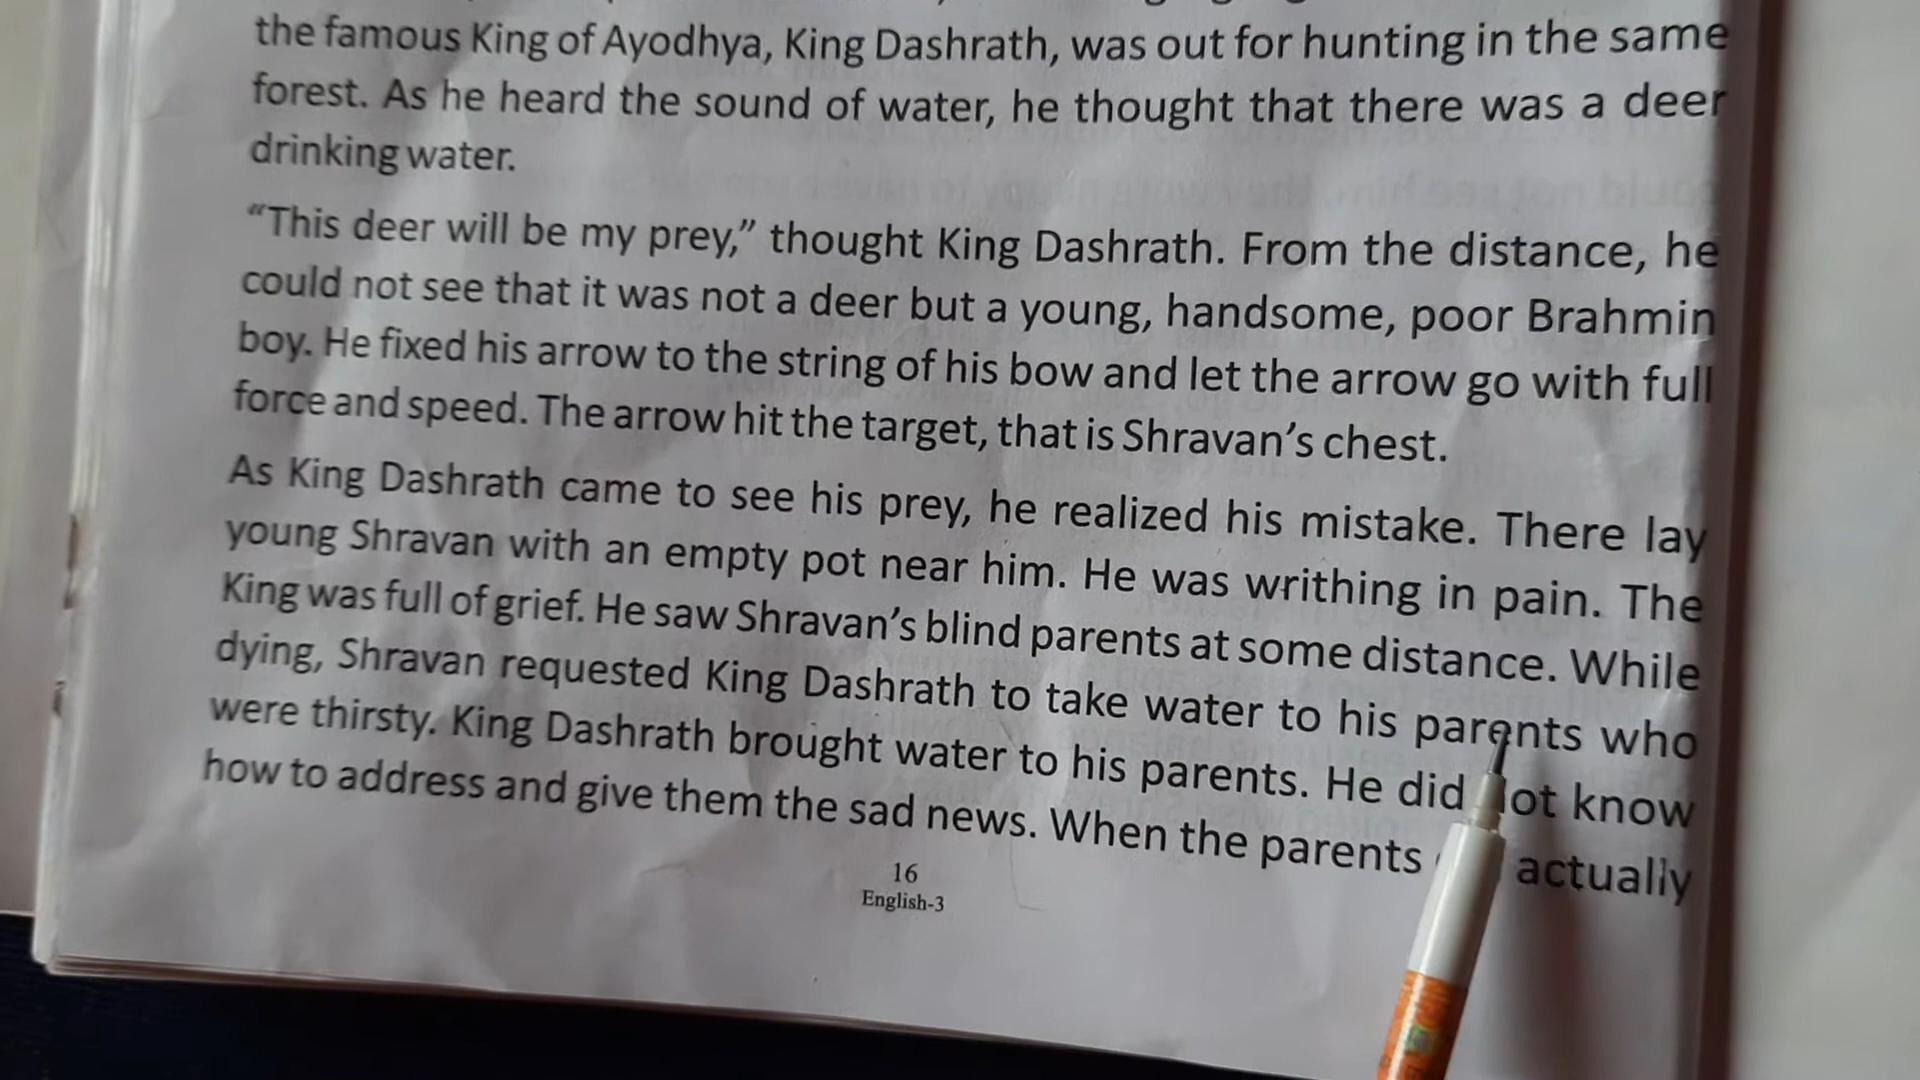 the famous King of Ayodhya, King Dashrath, was out for hunting in the same
forest. As he heard the sound of water, he thought that there was a deer
drinking water.
“This deer will be my prey,” thought King Dashrath. From the distance, he
could not see that it was not a deer but a young, handsome, poor Brahmin
boy. He fixed his arrow to the string of his bow and let the arrow go with full
force and speed. The arrow hit the target, that is Shravan’s chest.
As King Dashrath came to see his prey, he realized his mistake. There lay
young Shravan with an empty pot near him. He was writhing in pain. The
King was full of grief. He saw Shravan’s blind parents at some distance. While
dying, Shravan requested King Dashrath to take water to his parents who
were thirsty. King Dashrath brought water to his parents. He did not know
how to address and give them the sad news. When the parents actually
16
English-3